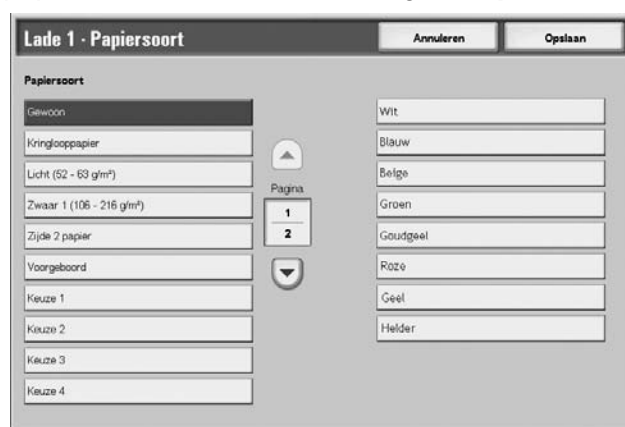 Lade 1 - Papiersoort
Annuleren
Opslaan
Papiersoort
Gewoon
Kringlooppapier
Licht (52 - 63 g/m²)
Zwaar 1 (106 - 216 g/m²)
Zijde 2 papier
Voorgeboord
Keuze 1
Keuze 2
Keuze 3
Keuze 4
Pagina
1
2
Wit
Blauw
Beige
Groen
Goudgeel
Roze
Geel
Helder